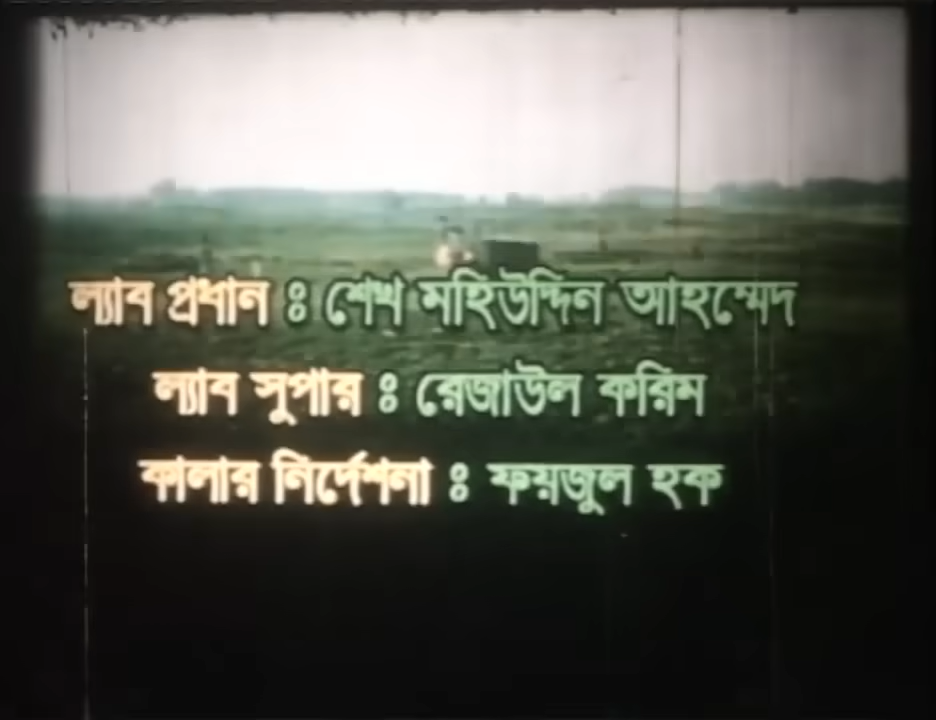 ল্যাব প্রধান ঃ শেখ মহিউদ্দিন আহম্মেদ
ল্যাব সুপার ঃ রেজাউল করিম
কালার নির্দেশনা ঃ ফয়জুল হক